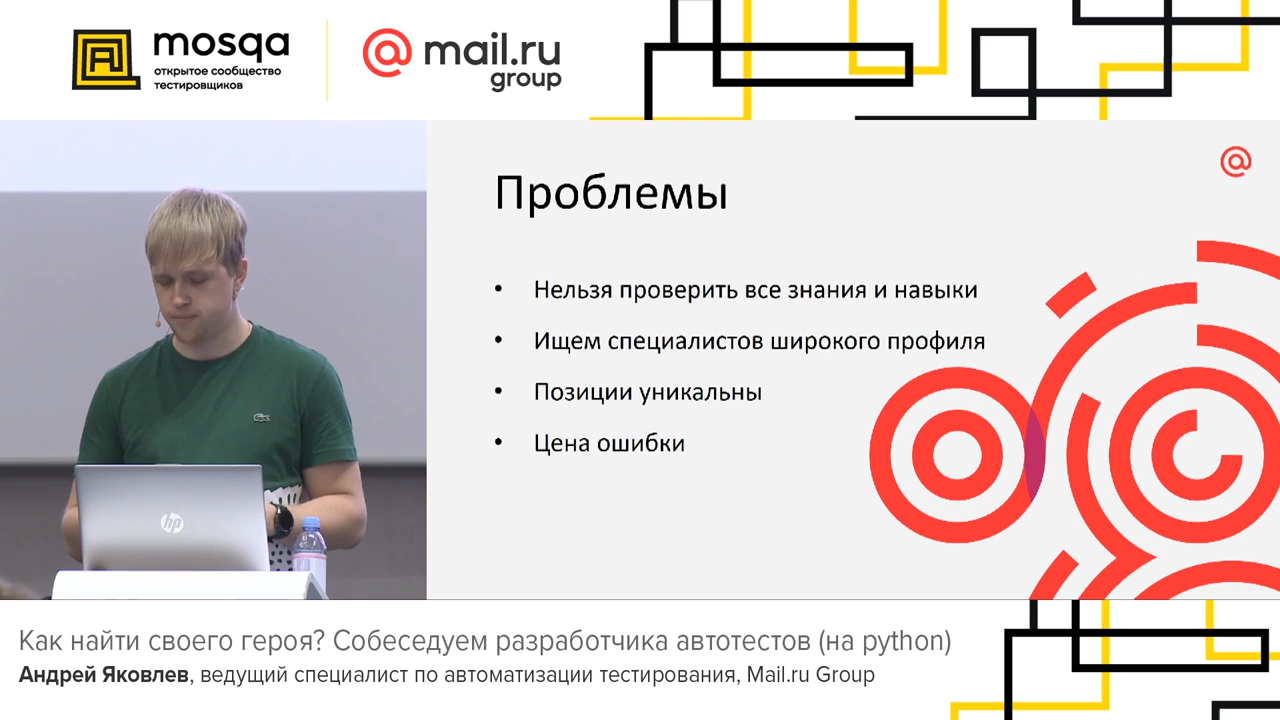 mosqa
открытое сообщество
тестировщиков
@mail.ru
group
@
Проблемы
• Нельзя проверить все знания и навыки
• Ищем специалистов широкого профиля
• Позиции уникальны
• Цена ошибки
hp
Как найти своего героя? Собеседуем разработчика автотестов (на python)
Андрей Яковлев, ведущий специалист по автоматизации тестирования, Mail.ru Group